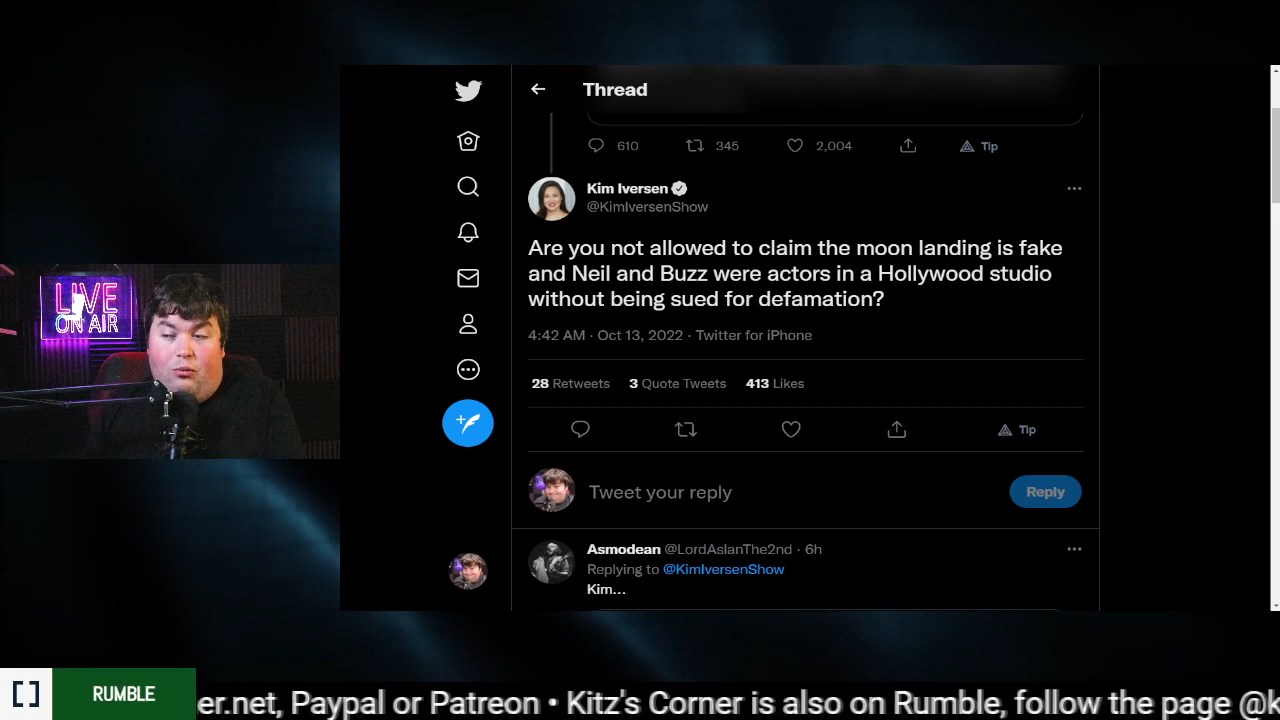 Thread
610 345 2,004 Tip
Kim Iversen
@KimIversenShow
Are you not allowed to claim the moon landing is fake
and Neil and Buzz were actors in a Hollywood studio
without being sued for defamation?
4:42 AM · Oct 13, 2022 · Twitter for iPhone
28 Retweets 3 Quote Tweets 413 Likes
Tip
LIVE
ON AIR
Tweet your reply
Reply
Asmodean @LordAslanThe2nd · 6h
Replying to @KimIversenShow
Kim...
RUMBLE
er.net, Paypal or Patreon • Kitz's Corner is also on Rumble, follow the page @k